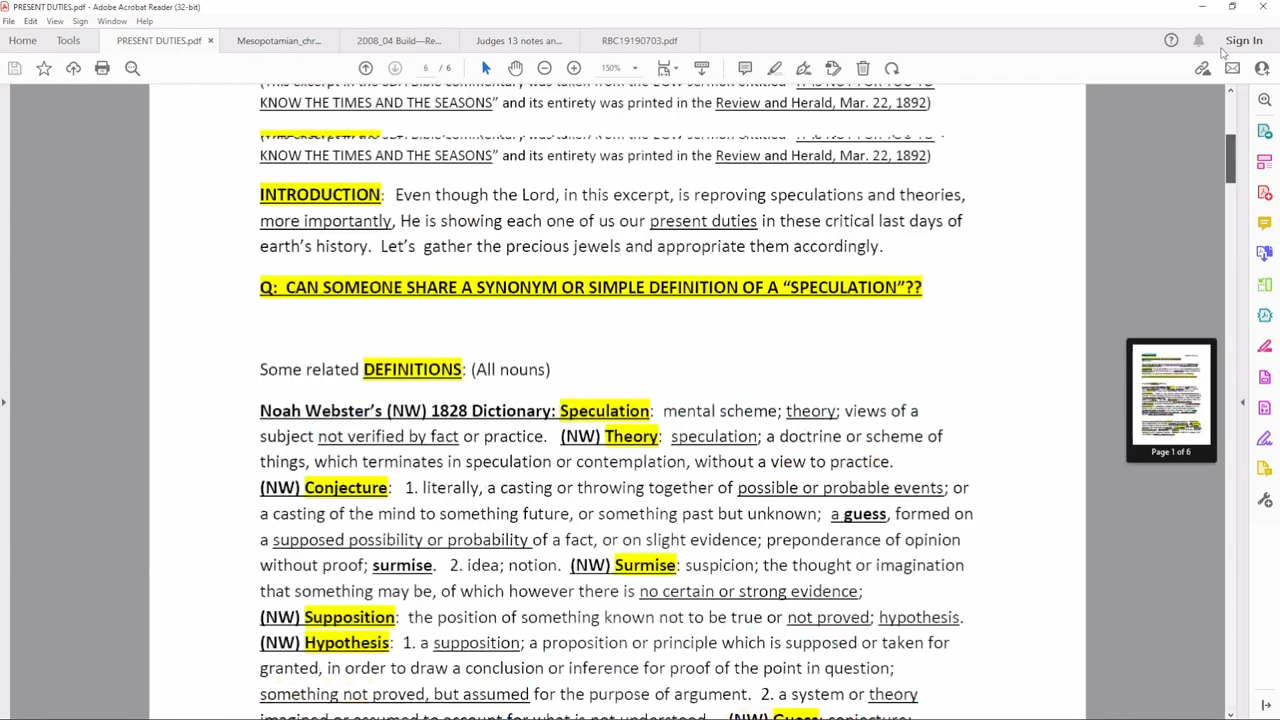 PRESENT DUTIES.pdf - Adobe Acrobat Reader (32-bit)
File Edit View Sign Window Help
Home Tools PRESENT DUTIES.pdf × Mesopotamian_chr... 2008_04 Build—Re... Judges 13 notes an... RBC19190703.pdf Sign In
6 / 6 150%
KNOW THE TIMES AND THE SEASONS” and its entirety was printed in the Review and Herald, Mar. 22, 1892)
KNOW THE TIMES AND THE SEASONS” and its entirety was printed in the Review and Herald, Mar. 22, 1892)
INTRODUCTION: Even though the Lord, in this excerpt, is reproving speculations and theories,
more importantly, He is showing each one of us our present duties in these critical last days of
earth’s history. Let’s gather the precious jewels and appropriate them accordingly.
Q: CAN SOMEONE SHARE A SYNONYM OR SIMPLE DEFINITION OF A “SPECULATION”??
Some related DEFINITIONS: (All nouns)
Noah Webster’s (NW) 1828 Dictionary: Speculation: mental scheme; theory; views of a
subject not verified by fact or practice. (NW) Theory: speculation; a doctrine or scheme of
things, which terminates in speculation or contemplation, without a view to practice.
(NW) Conjecture: 1. literally, a casting or throwing together of possible or probable events; or
a casting of the mind to something future, or something past but unknown; a guess, formed on
a supposed possibility or probability of a fact, or on slight evidence; preponderance of opinion
without proof; surmise. 2. idea; notion. (NW) Surmise: suspicion; the thought or imagination
that something may be, of which however there is no certain or strong evidence;
(NW) Supposition: the position of something known not to be true or not proved; hypothesis.
(NW) Hypothesis: 1. a supposition; a proposition or principle which is supposed or taken for
granted, in order to draw a conclusion or inference for proof of the point in question;
something not proved, but assumed for the purpose of argument. 2. a system or theory
imagined or assumed to account for what is not understood. (NW) Guess: conjecture;
Page 1 of 6